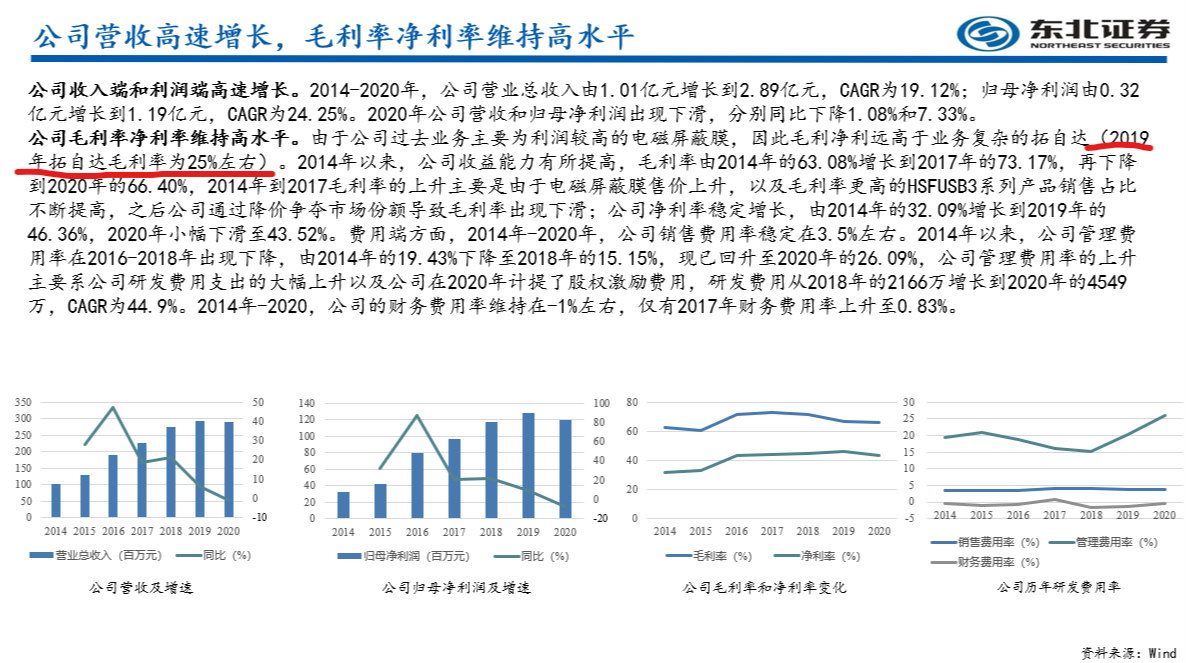 公司营收高速增长，毛利率净利率维持高水平
东北证券
NORTHEAST SECURITIES
公司收入端和利润端高速增长。2014-2020年，公司营业总收入由1.01亿元增长到2.89亿元，CAGR为19.12%；归母净利润由0.32
亿元增长到1.19亿元，CAGR为24.25%。2020年公司营收和归母净利润出现下滑，分别同比下降1.08%和7.33%。
公司毛利率净利率维持高水平。由于公司过去业务主要为利润较高的电磁屏蔽膜，因此毛利净利远高于业务复杂的拓自达（2019
年拓自达毛利率为25%左右）。2014年以来，公司收益能力有所提高，毛利率由2014年的63.08%增长到2017年的73.17%，再下降
到2020年的66.40%，2014年到2017毛利率的上升主要是由于电磁屏蔽膜售价上升，以及毛利率更高的HSFUSB3系列产品销售占比
不断提高，之后公司通过降价争夺市场份额导致毛利率出现下滑；公司净利率稳定增长，由2014年的32.09%增长到2019年的
46.36%，2020年小幅下滑至43.52%。费用端方面，2014年-2020年，公司销售费用率稳定在3.5%左右。2014年以来，公司管理费
用率在2016-2018年出现下降，由2014年的19.43%下降至2018年的15.15%，现已回升至2020年的26.09%，公司管理费用率的上升
主要系公司研发费用支出的大幅上升以及公司在2020年计提了股权激励费用，研发费用从2018年的2166万增长到2020年的4549
万，CAGR为44.9%。2014年-2020，公司的财务费用率维持在-1%左右，仅有2017年财务费用率上升至0.83%。
350
300
250
200
150
100
50
0
50
40
30
20
10
0
-10
2014 2015 2016 2017 2018 2019 2020
营业总收入（百万元） 同比（%）
公司营收及增速
140
120
100
80
60
40
20
0
100
80
60
40
20
0
-20
2014 2015 2016 2017 2018 2019 2020
归母净利润（百万元） 同比（%）
公司归母净利润及增速
80
60
40
20
0
2014 2015 2016 2017 2018 2019 2020
毛利率（%） 净利率（%）
公司毛利率和净利率变化
30
25
20
15
10
5
0
-5
2014 2015 2016 2017 2018 2019 2020
销售费用率（%） 管理费用率（%）
财务费用率（%）
公司历年研发费用率
资料来源：Wind